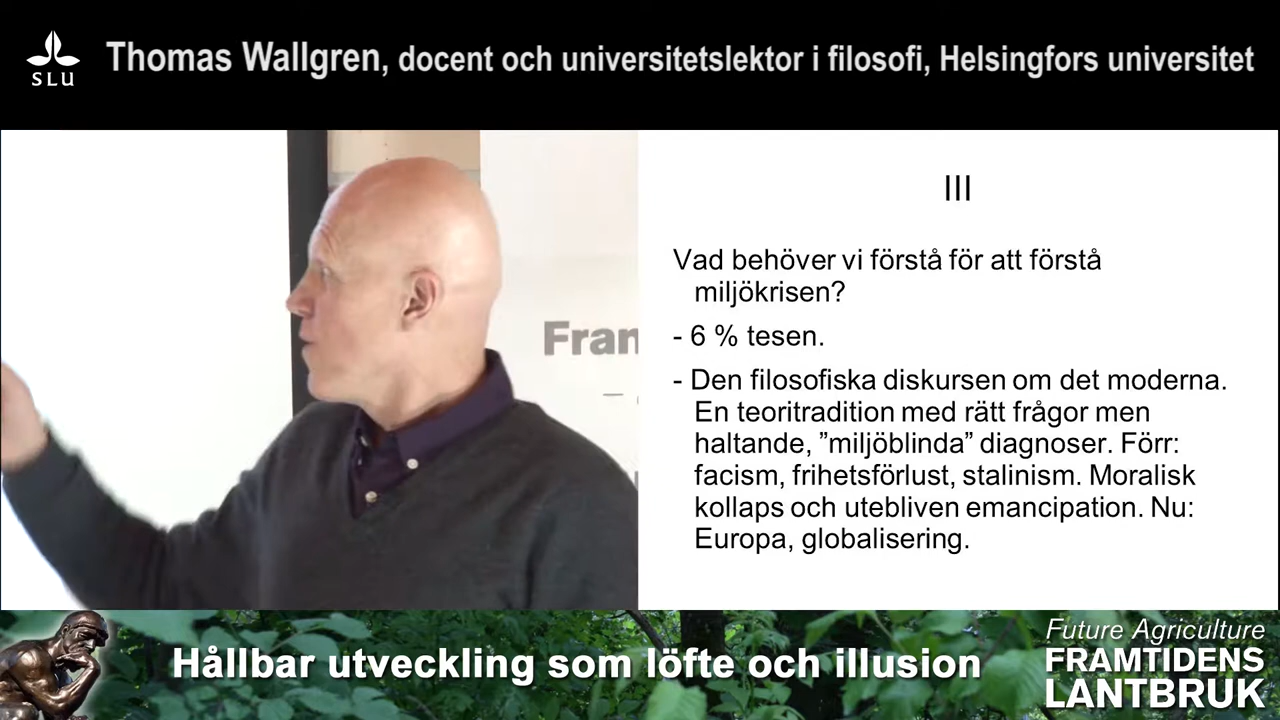 SLU
Thomas Wallgren, docent och universitetslektor i filosofi, Helsingfors universitet
Fram
III
Vad behöver vi förstå för att förstå
miljökrisen?
- 6 % tesen.
- Den filosofiska diskursen om det moderna.
En teoritradition med rätt frågor men
haltande, ”miljöblinda” diagnoser. Förr:
facism, frihetsförlust, stalinism. Moralisk
kollaps och utebliven emancipation. Nu:
Europa, globalisering.
Hållbar utveckling som löfte och illusion
Future Agriculture
FRAMTIDENS
LANTBRUK